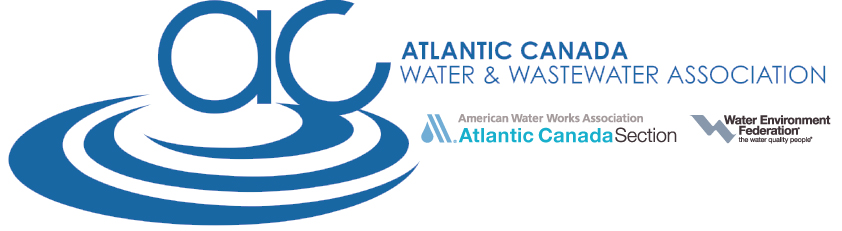 ac
ATLANTIC CANADA
WATER & WASTEWATER ASSOCIATION
American Water Works Association
Atlantic Canada Section
Water Environment
Federation®
the water quality people®